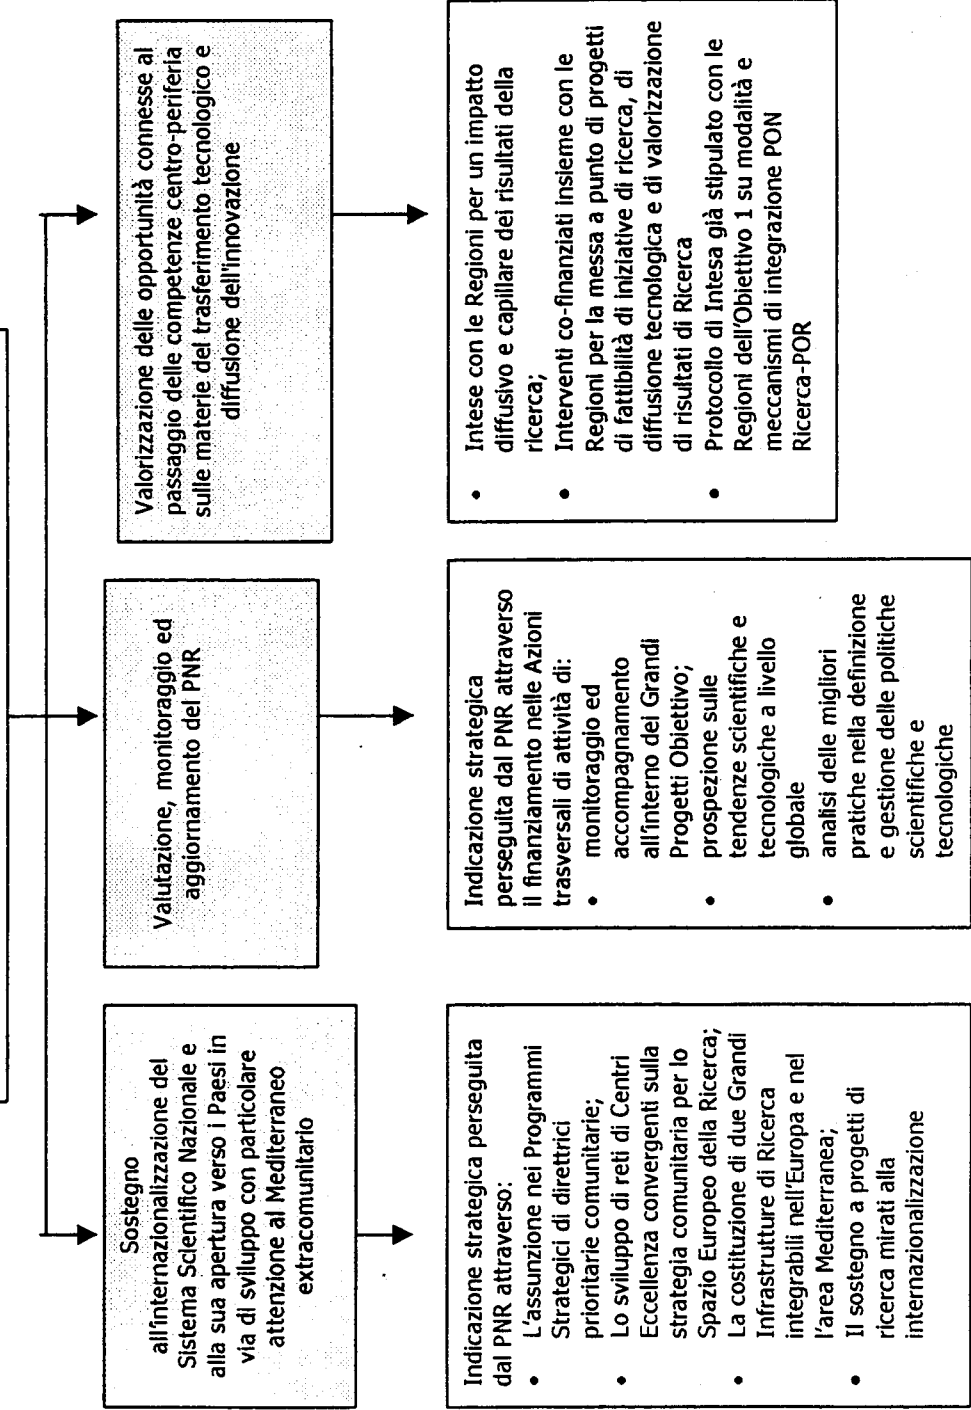 Sostegno
all'internazionalizzazione del
Sistema Scientifico Nazionale e
alla sua apertura verso i Paesi in
via di sviluppo con particolare
attenzione al Mediterraneo
extracomunitario
Valutazione, monitoraggio ed
aggiornamento del PNR
Valorizzazione delle opportunità connesse al
passaggio delle competenze centro-periferia
sulle materie del trasferimento tecnologico e
diffusione dell'innovazione
Indicazione strategica perseguita
dal PNR attraverso:
• L'assunzione nei Programmi
Strategici di direttrici
prioritarie comunitarie;
• Lo sviluppo di reti di Centri
Eccellenza convergenti sulla
strategia comunitaria per lo
Spazio Europeo della Ricerca;
• La costituzione di due Grandi
Infrastrutture di Ricerca
integrabili nell'Europa e nel
l'area Mediterranea;
• Il sostegno a progetti di
ricerca mirati alla
internazionalizzazione
Indicazione strategica
perseguita dal PNR attraverso
il finanziamento nelle Azioni
trasversali di attività di:
• monitoraggio ed
accompagnamento
all'interno dei Grandi
Progetti Obiettivo;
• prospezione sulle
tendenze scientifiche e
tecnologiche a livello
globale
• analisi delle migliori
pratiche nella definizione
e gestione delle politiche
scientifiche e
tecnologiche
• Intese con le Regioni per un impatto
diffusivo e capillare dei risultati della
ricerca;
• Interventi co-finanziati insieme con le
Regioni per la messa a punto di progetti
di fattibilità di iniziative di ricerca, di
diffusione tecnologica e di valorizzazione
di risultati di Ricerca
• Protocollo di Intesa già stipulato con le
Regioni dell'Obiettivo 1 su modalità e
meccanismi di integrazione PON
Ricerca-POR